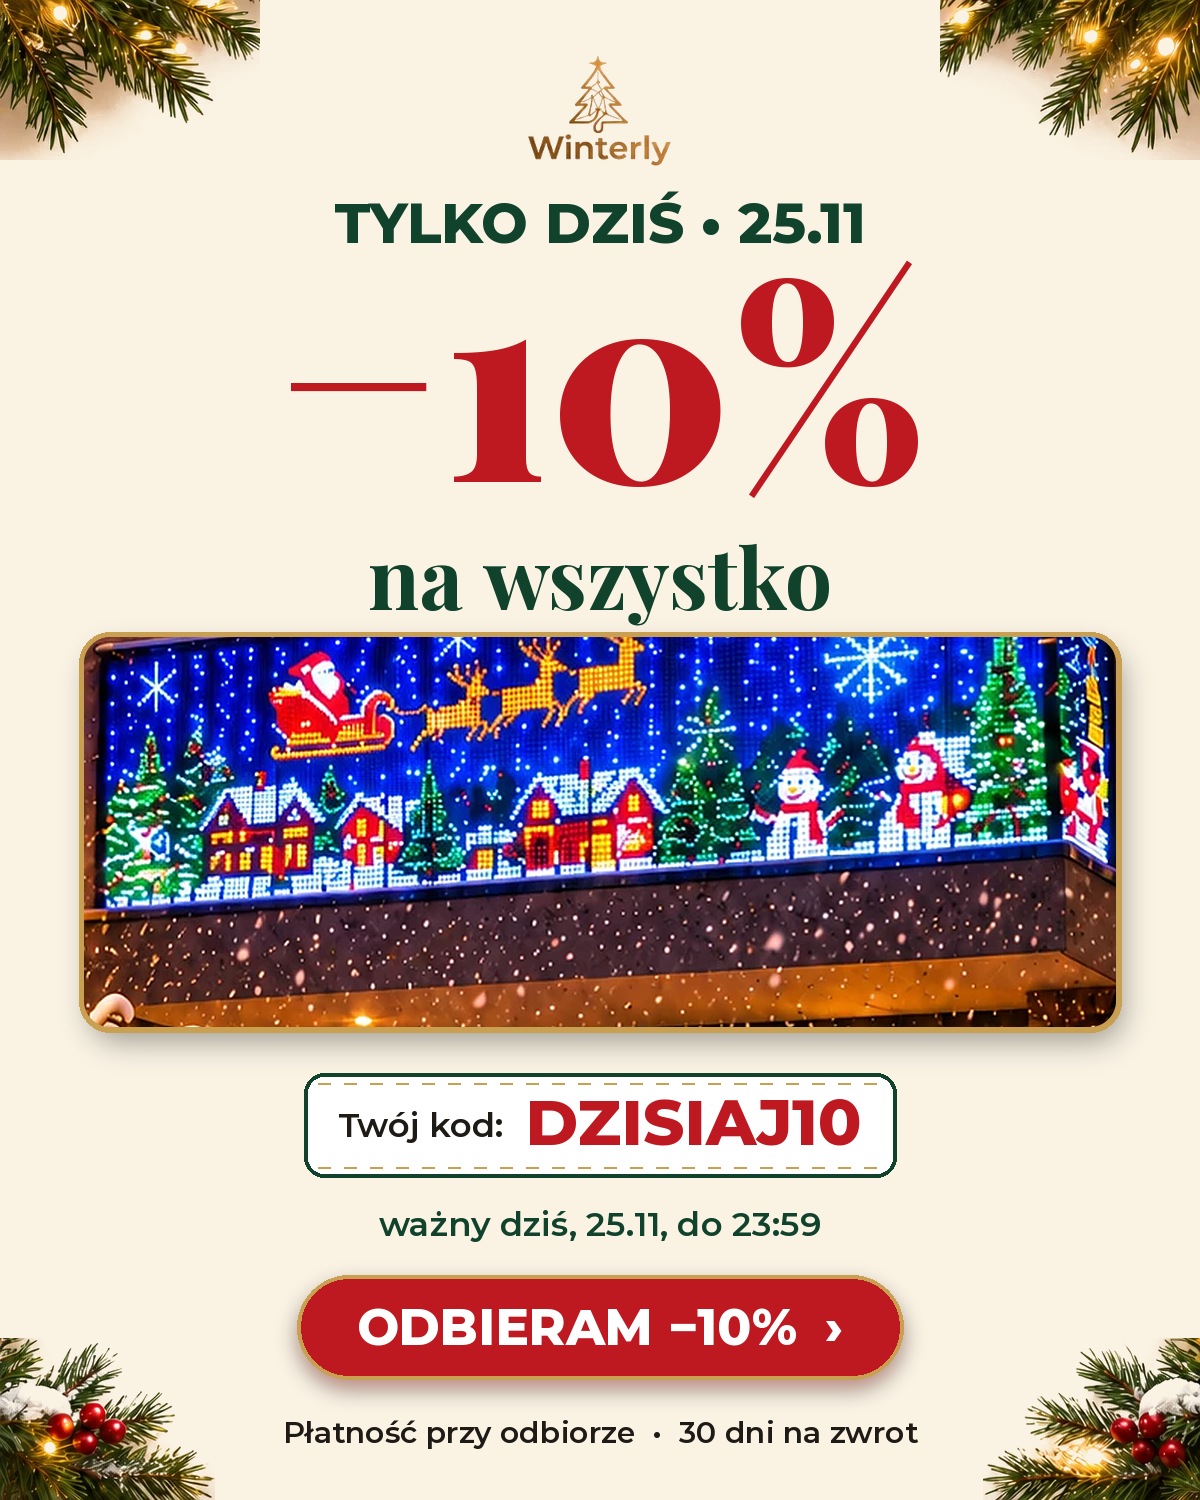 Winterly
TYLKO DZIŚ • 25.11
–10%
na wszystko
Twój kod: DZISIAJ10
ważny dziś, 25.11, do 23:59
ODBIERAM –10% ›
Płatność przy odbiorze • 30 dni na zwrot